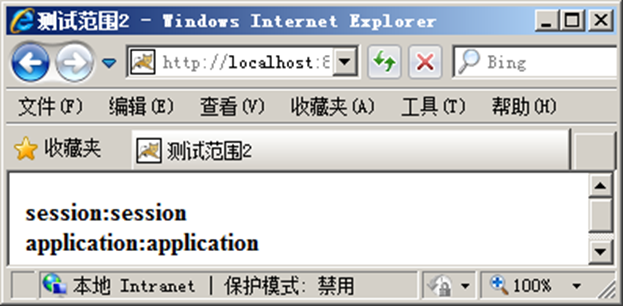 测试范围2 - Windows Internet Explorer
http://localhost:8
Bing
文件(F) 编辑(E) 查看(V) 收藏夹(A) 工具(T) 帮助(H)
收藏夹 测试范围2
session:session
application:application
本地 Intranet | 保护模式: 禁用 100%